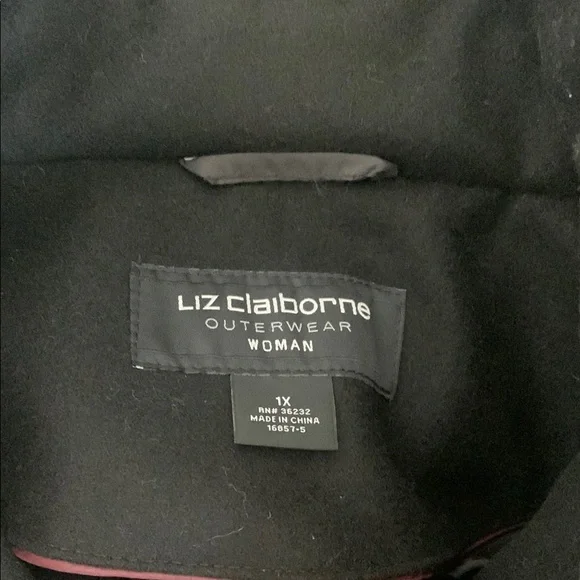 Liz claiborne
OUTERWEAR
WOMAN
1X
RN# 36232
MADE IN CHINA
16857-5